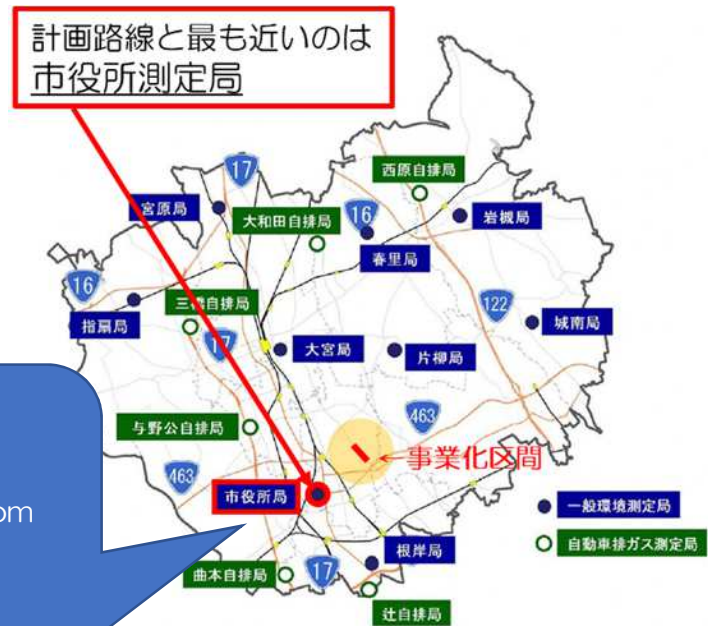 計画路線と最も近いのは
市役所測定局
17
西原自排局
宮原局
大和田自排局
16
岩槻局
春里局
16
三橋自排局
122
指扇局
城南局
17
大宮局
片柳局
463
与野公自排局
事業化区間
463
市役所局
一般環境測定局
pm
根岸局
自動車排ガス測定局
曲本自排局
17
辻自排局